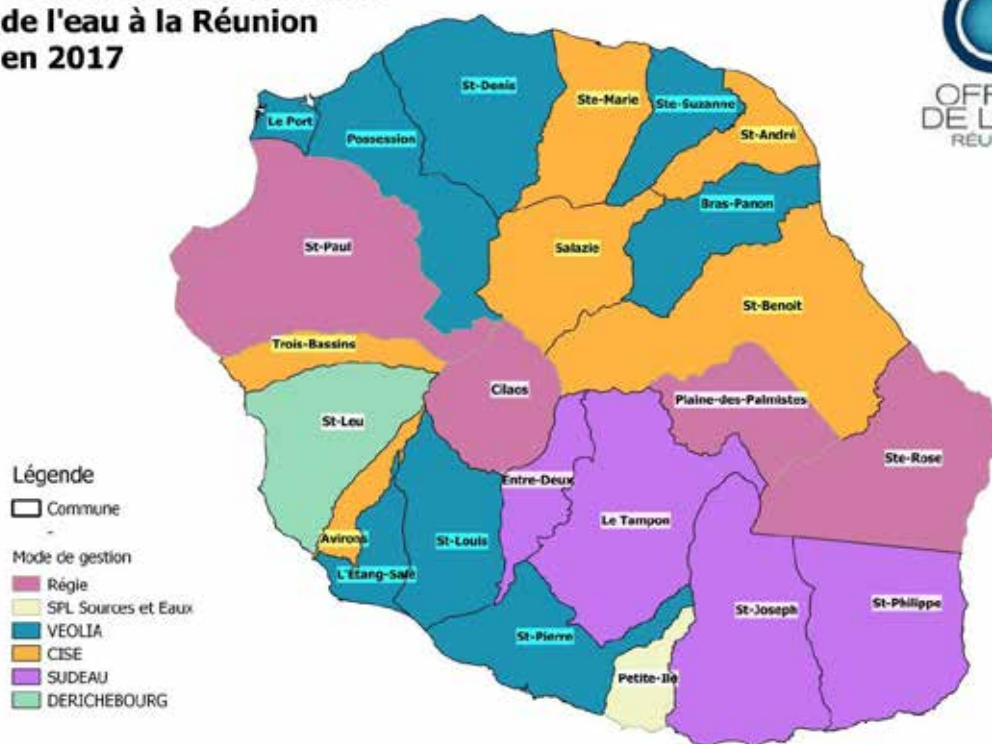 de l'eau à la Réunion
en 2017
St-Denis
Ste-Marie
Ste-Suzanne
Le Port
Possession
St-André
Bras-Panon
St-Paul
Salazie
St-Benoit
Trois-Bassins
Cilaos
Plaine-des-Palmistes
St-Leu
Ste-Rose
Entre-Deux
Le Tampon
Avirons
St-Louis
L'Etang-Salé
St-Joseph
St-Philippe
St-Pierre
Petite-Ile
Légende
Commune
-
Mode de gestion
Régie
SPL Sources et Eaux
VEOLIA
CISE
SUDEAU
DERICHEBOURG